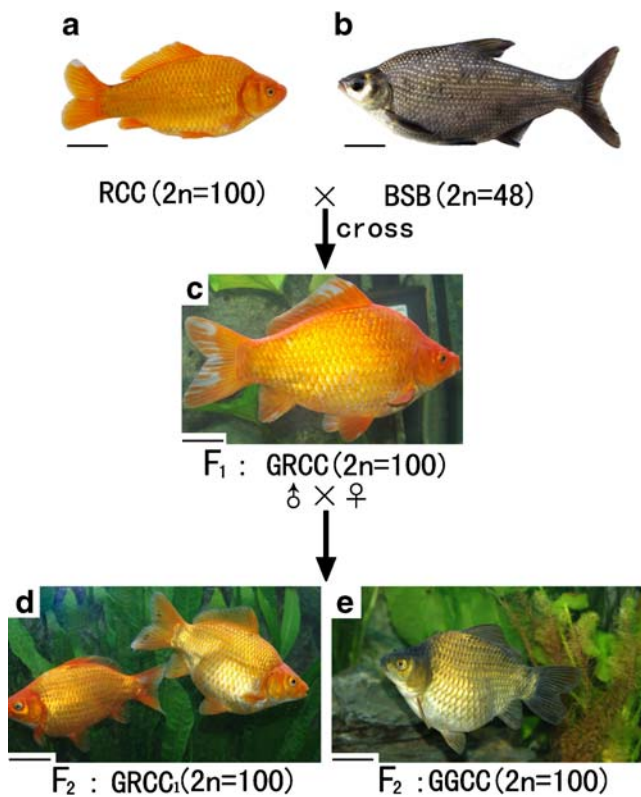 a
b
RCC(2n=100) × BSB(2n=48)
cross
c
F₁ : GRCC(2n=100)
♂ × ♀
d
e
F₂ : GRCC₁(2n=100)
F₂ :GGCC(2n=100)